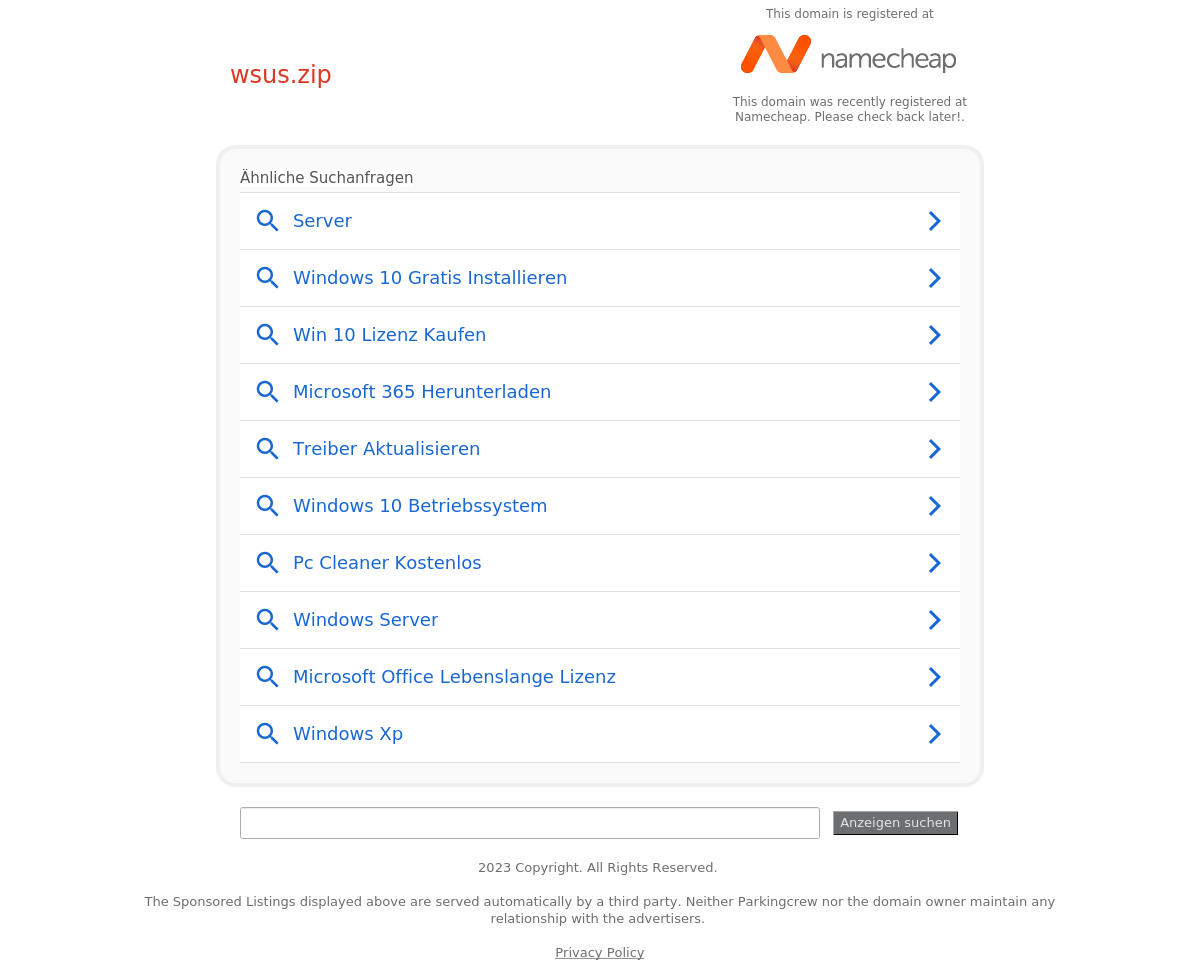 This domain is registered at
namecheap
wsus.zip
This domain was recently registered at
Namecheap. Please check back later!.
Ähnliche Suchanfragen
Server
Windows 10 Gratis Installieren
Win 10 Lizenz Kaufen
Microsoft 365 Herunterladen
Treiber Aktualisieren
Windows 10 Betriebssystem
Pc Cleaner Kostenlos
Windows Server
Microsoft Office Lebenslange Lizenz
Windows Xp
Anzeigen suchen
2023 Copyright. All Rights Reserved.
The Sponsored Listings displayed above are served automatically by a third party. Neither Parkingcrew nor the domain owner maintain any
relationship with the advertisers.
Privacy Policy